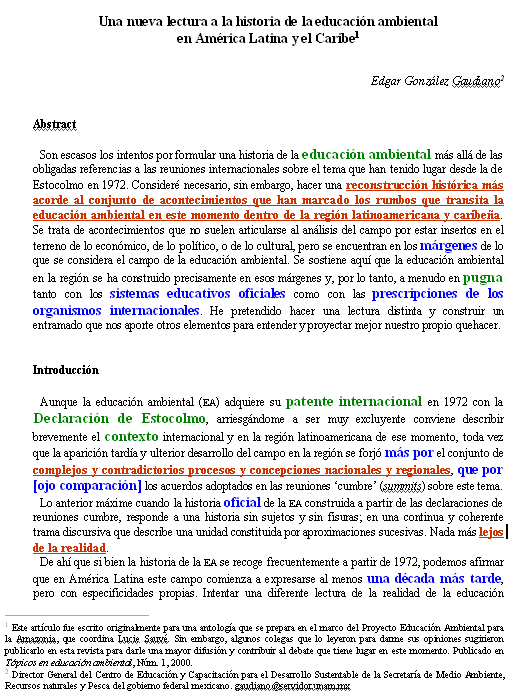 Una nueva lectura a la historia de la educación ambiental
en América Latina y el Caribe1
Edgar González Gaudiano2
Abstract
Son escasos los intentos por formular una historia de la educación ambiental más allá de las
obligadas referencias a las reuniones internacionales sobre el tema que han tenido lugar desde la de
Estocolmo en 1972. Consideré necesario, sin embargo, hacer una reconstrucción histórica más
acorde al conjunto de acontecimientos que han marcado los rumbos que transita la
educación ambiental en este momento dentro de la región latinoamericana y caribeña.
Se trata de acontecimientos que no suelen articularse al análisis del campo por estar insertos en el
terreno de lo económico, de lo político, o de lo cultural, pero se encuentran en los márgenes de lo
que se considera el campo de la educación ambiental. Se sostiene aquí que la educación ambiental
en la región se ha construido precisamente en esos márgenes y, por lo tanto, a menudo en pugna
tanto con los sistemas educativos oficiales como con las prescripciones de los
organismos internacionales. He pretendido hacer una lectura distinta y construir un
entramado que nos aporte otros elementos para entender y proyectar mejor nuestro propio quehacer.
Introducción
Aunque la educación ambiental (EA) adquiere su patente internacional en 1972 con la
Declaración de Estocolmo, arriesgándome a ser muy excluyente conviene describir
brevemente el contexto internacional y en la región latinoamericana de ese momento, toda vez
que la aparición tardía y ulterior desarrollo del campo en la región se forjó más por el conjunto de
complejos y contradictorios procesos y concepciones nacionales y regionales, que por
[ojo comparación] los acuerdos adoptados en las reuniones ‘cumbre’ (summits) sobre este tema.
Lo anterior máxime cuando la historia oficial de la EA construida a partir de las declaraciones de
reuniones cumbre, responde a una historia sin sujetos y sin fisuras; en una continua y coherente
trama discursiva que describe una unidad constituida por aproximaciones sucesivas. Nada más lejos
de la realidad.
De ahí que si bien la historia de la EA se recoge frecuentemente a partir de 1972, podemos afirmar
que en América Latina este campo comienza a expresarse al menos una década más tarde,
pero con especificidades propias. Intentar una diferente lectura de la realidad de la educación
1 Este artículo fue escrito originalmente para una antología que se prepara en el marco del Proyecto Educación Ambiental para
la Amazonia, que coordina Lucie Sauvé. Sin embargo, algunos colegas que lo leyeron para darme sus opiniones sugirieron
publicarlo en esta revista para darle una mayor difusión y contribuir al debate que tiene lugar en este momento. Publicado en
Tópicos en educación ambiental, Núm. 1, 2000.
2 Director General del Centro de Educación y Capacitación para el Desarrollo Sustentable de la Secretaría de Medio Ambiente,
Recursos naturales y Pesca del gobierno federal mexicano. gaudiano@servidor.unam.mx